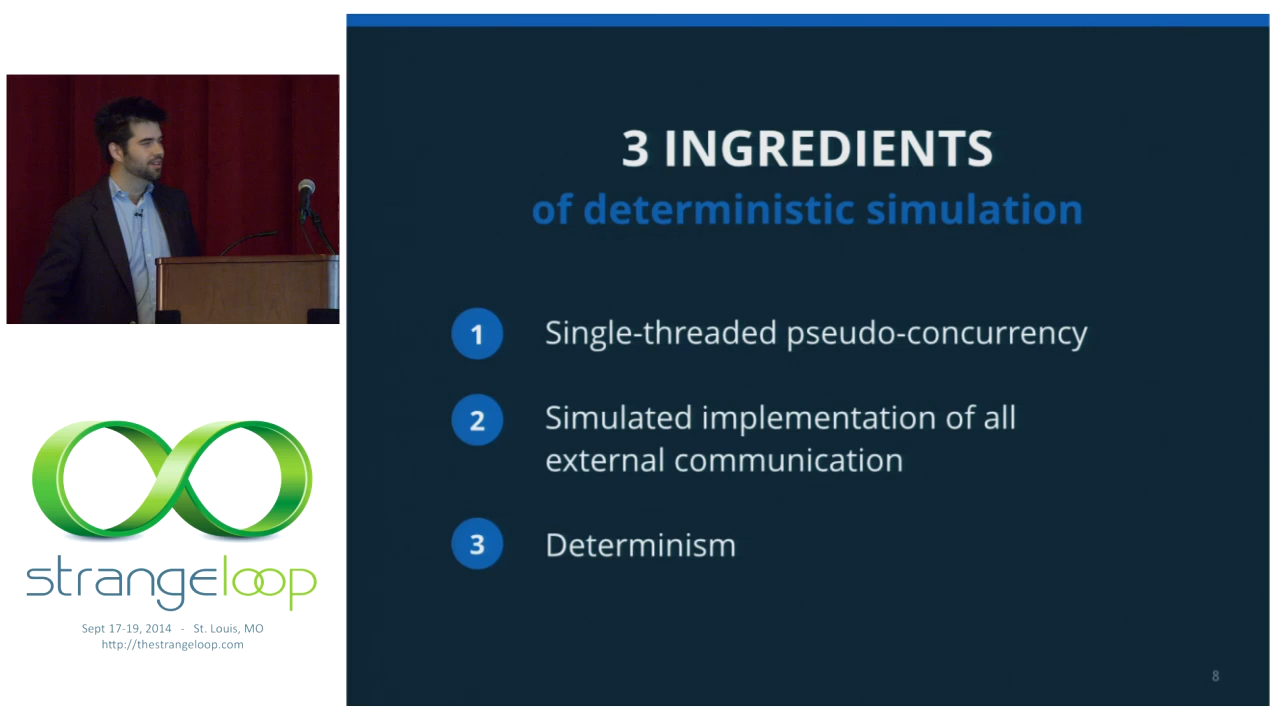 3 INGREDIENTS
of deterministic simulation
1 Single-threaded pseudo-concurrency
2 Simulated implementation of all
external communication
3 Determinism
8
strangeloop
Sept 17-19, 2014 - St. Louis, MO
http://thestrangeloop.com